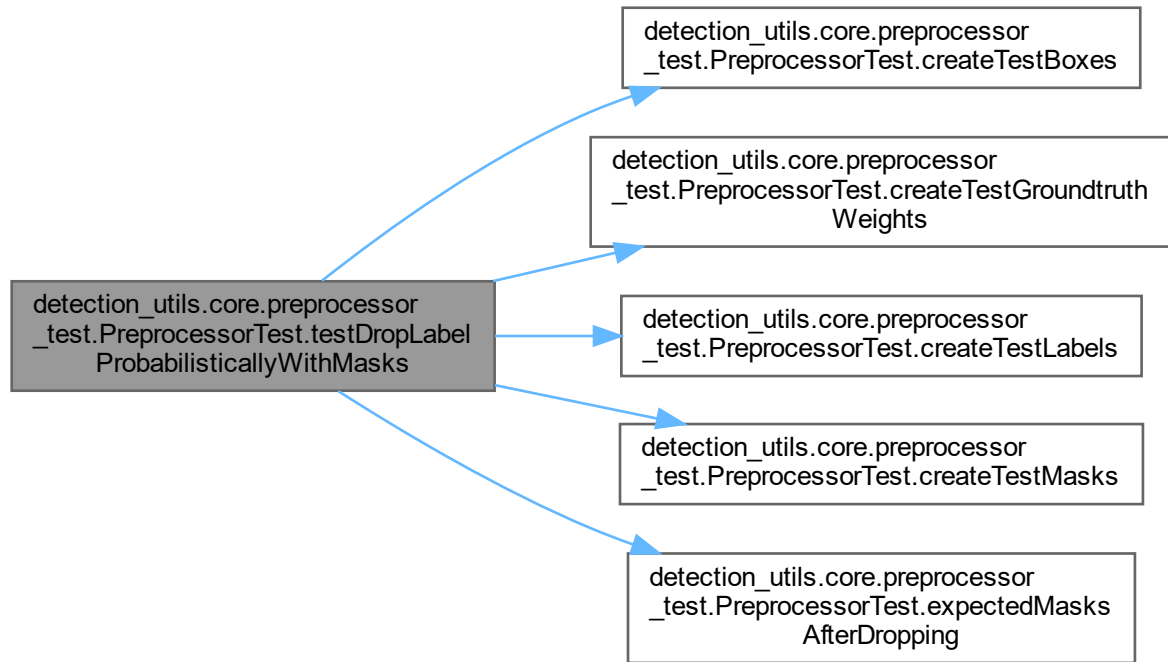 detection_utils.core.preprocessor
_test.PreprocessorTest.createTestBoxes
detection_utils.core.preprocessor
_test.PreprocessorTest.createTestGroundtruth
Weights
detection_utils.core.preprocessor
_test.PreprocessorTest.testDropLabel
ProbabilisticallyWithMasks
detection_utils.core.preprocessor
_test.PreprocessorTest.createTestLabels
detection_utils.core.preprocessor
_test.PreprocessorTest.createTestMasks
detection_utils.core.preprocessor
_test.PreprocessorTest.expectedMasks
AfterDropping